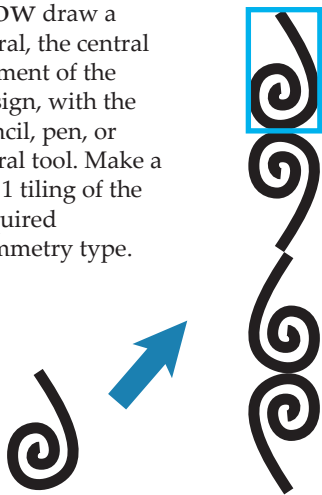 OW draw a
ral, the central
ment of the
sign, with the
ncil, pen, or
ral tool. Make a
1 tiling of the
uired
mmetry type.